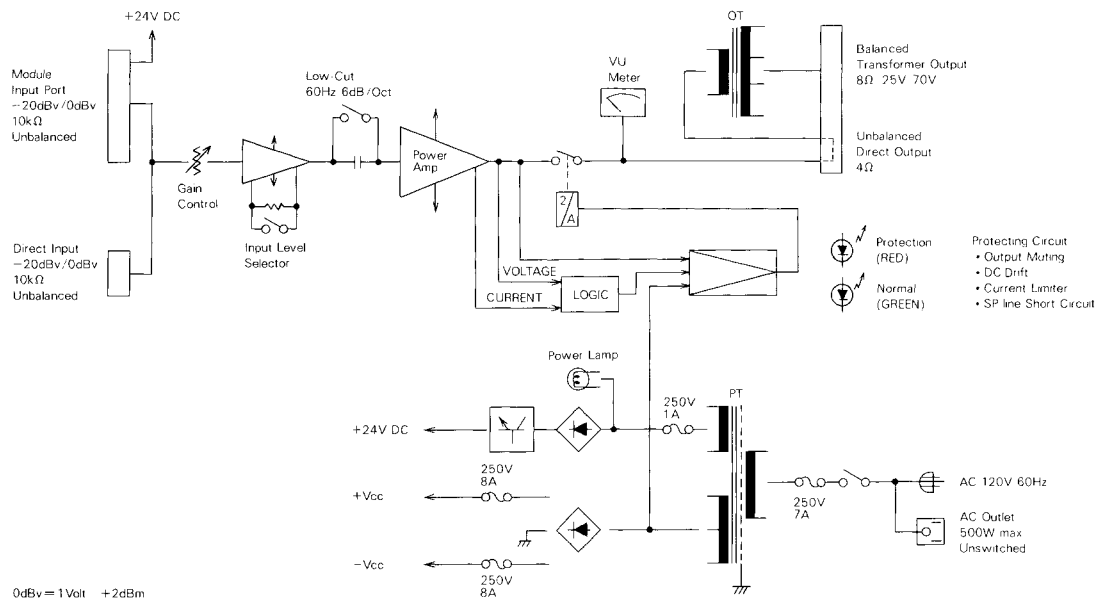 +24V DC
Module
Input Port
−20dBv/0dBv
10kΩ
Unbalanced
Gain
Control
Direct Input
−20dBv/0dBv
10kΩ
Unbalanced
Input Level
Selector
Low-Cut
60Hz 6dB/Oct
Power
Amp
VU
Meter
OT
Balanced
Transformer Output
8Ω 25V 70V
Unbalanced
Direct Output
4Ω
2/A
VOLTAGE
CURRENT
LOGIC
Protection
(RED)
Normal
(GREEN)
Protecting Circuit
• Output Muting
• DC Drift
• Current Limiter
• SP line Short Circuit
Power Lamp
250V
1A
PT
+24V DC
250V
8A
+Vcc
−Vcc
250V
8A
250V
7A
AC 120V 60Hz
AC Outlet
500W max
Unswitched
0dBv=1Volt +2dBm